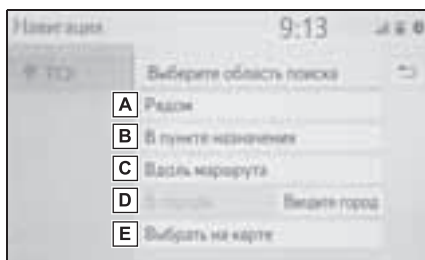 Навигация 9:13
Выберите область поиска
A Рядом
B В пункте назначения
C Вдоль маршрута
D Введите город
E Выбрать на карте